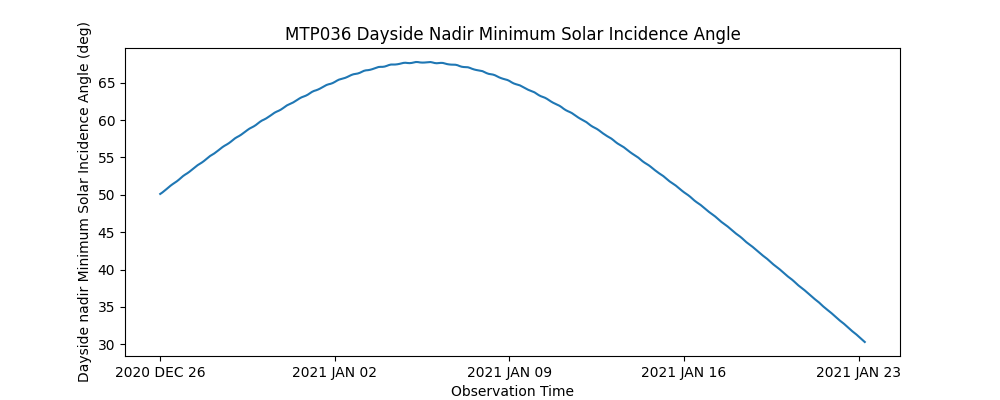 MTP036 Dayside Nadir Minimum Solar Incidence Angle
Dayside nadir Minimum Solar Incidence Angle (deg)
65
60
55
50
45
40
35
30
2020 DEC 26
2021 JAN 02
2021 JAN 09
2021 JAN 16
2021 JAN 23
Observation Time